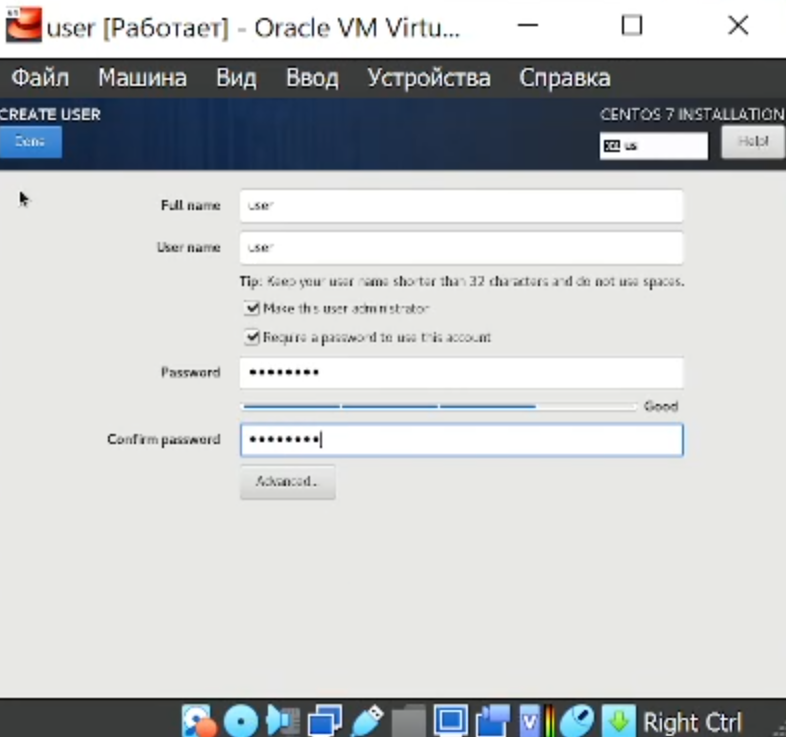 user [Работает] - Oracle VM Virtu...
Файл Машина Вид Ввод Устройства Справка
CREATE USER
CENTOS 7 INSTALLATION
Done
us
Help!
Full name
user
User name
user
Tip: Keep your user name shorter than 32 characters and do not use spaces.
Make this user administrator
Require a password to use this account
Password
••••••••
Good
Confirm password
••••••••
Advanced...
Right Ctrl